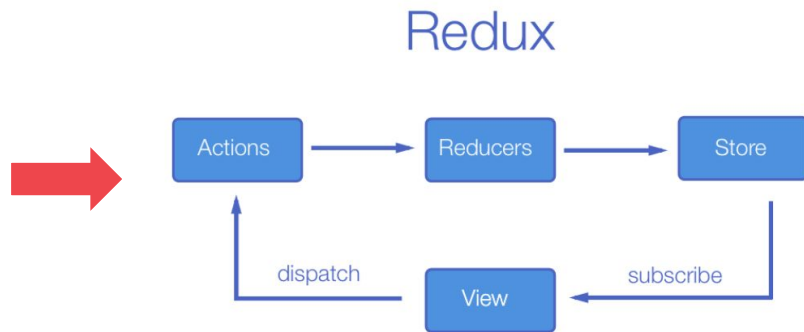 Redux
Actions
Reducers
Store
dispatch
subscribe
View